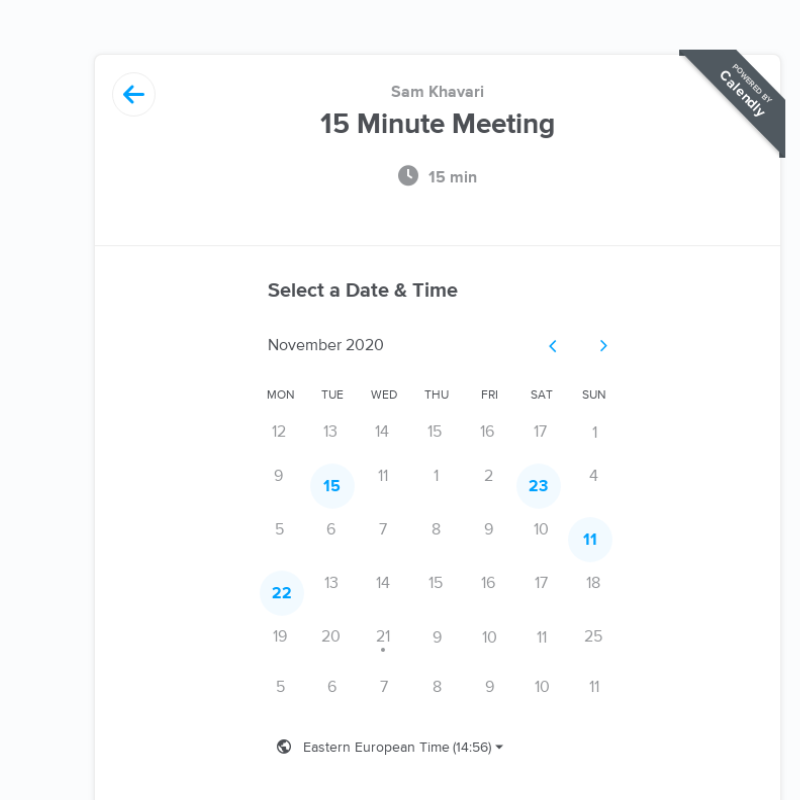 POWERED BY
Calendly
Sam Khavari
15 Minute Meeting
15 min
Select a Date & Time
November 2020
MON TUE WED THU FRI SAT SUN
12 13 14 15 16 17 1
9 15 11 1 2 23 4
5 6 7 8 9 10 11
22 13 14 15 16 17 18
19 20 21 9 10 11 25
5 6 7 8 9 10 11
Eastern European Time (14:56)